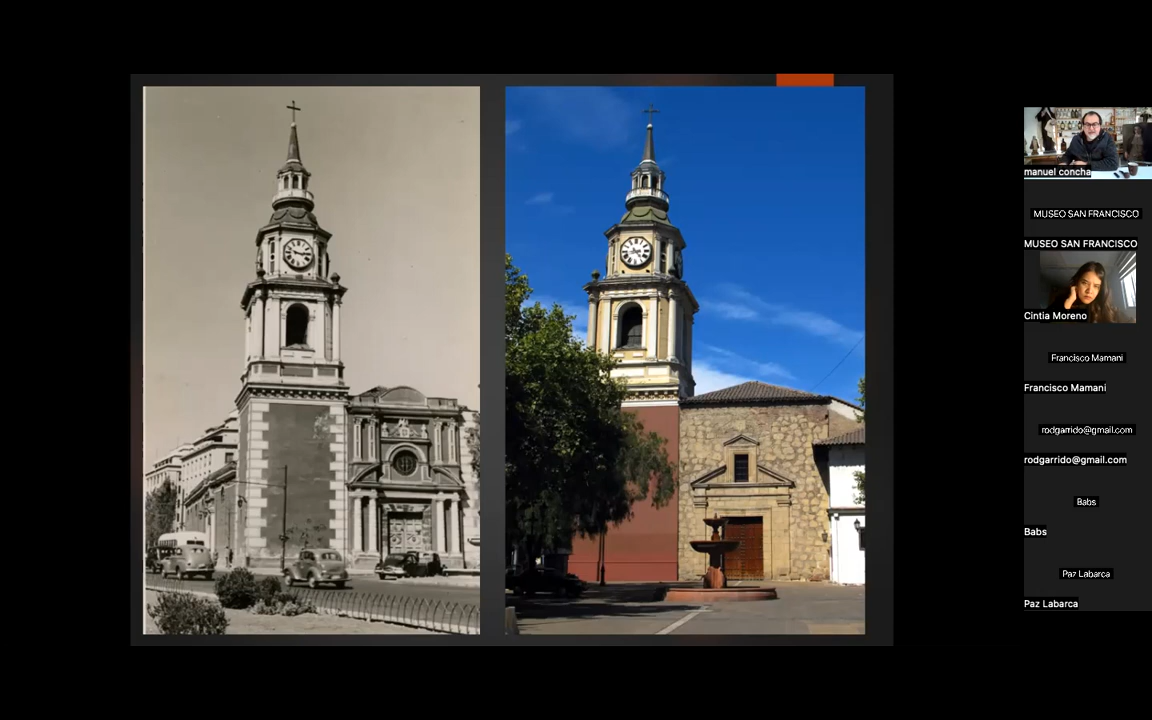 manuel concha
MUSEO SAN FRANCISCO
MUSEO SAN FRANCISCO
Cintia Moreno
Francisco Mamani
Francisco Mamani
rodgarrido@gmail.com
rodgarrido@gmail.com
Babs
Babs
Paz Labarca
Paz Labarca